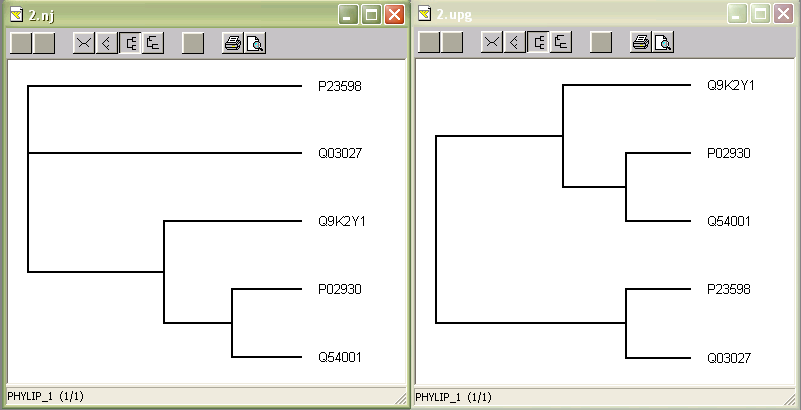 2.nj
P23598
Q03027
Q9K2Y1
P02930
Q54001
PHYLIP_1 (1/1)
2.upg
Q9K2Y1
P02930
Q54001
P23598
Q03027
PHYLIP_1 (1/1)